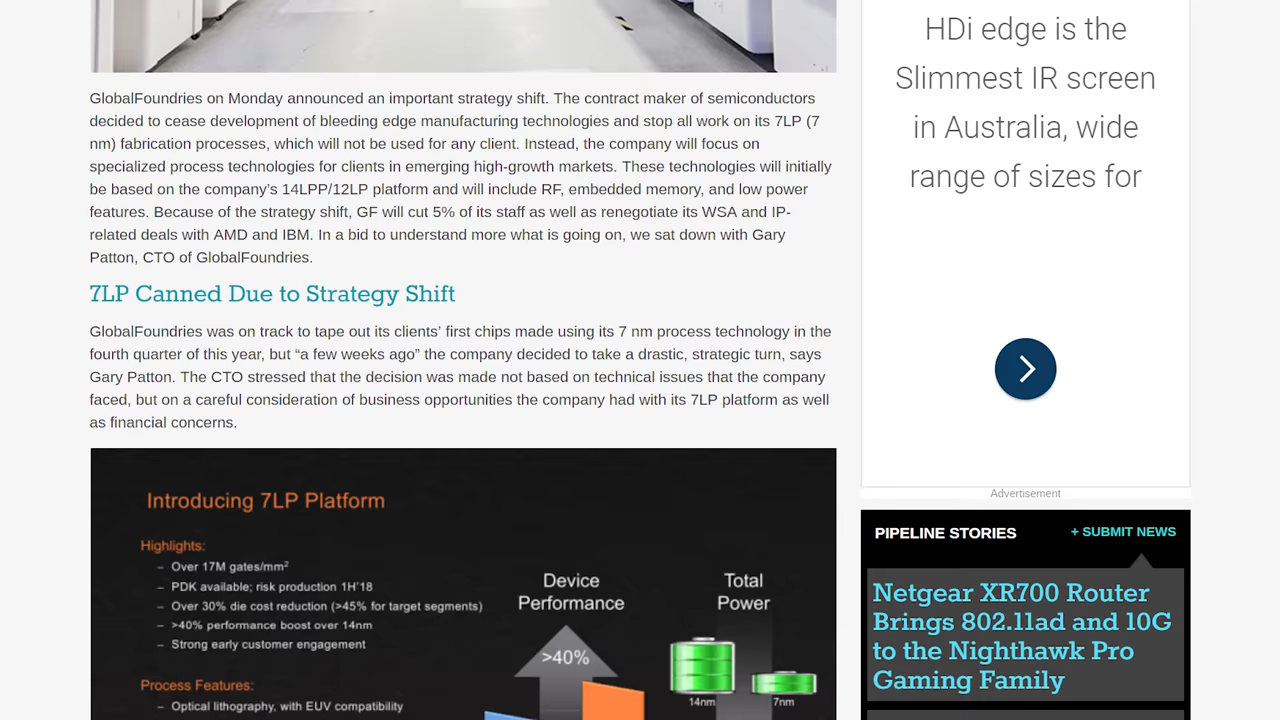 GlobalFoundries on Monday announced an important strategy shift. The contract maker of semiconductors
decided to cease development of bleeding edge manufacturing technologies and stop all work on its 7LP (7
nm) fabrication processes, which will not be used for any client. Instead, the company will focus on
specialized process technologies for clients in emerging high-growth markets. These technologies will initially
be based on the company’s 14LPP/12LP platform and will include RF, embedded memory, and low power
features. Because of the strategy shift, GF will cut 5% of its staff as well as renegotiate its WSA and IP-
related deals with AMD and IBM. In a bid to understand more what is going on, we sat down with Gary
Patton, CTO of GlobalFoundries.
7LP Canned Due to Strategy Shift
GlobalFoundries was on track to tape out its clients’ first chips made using its 7 nm process technology in the
fourth quarter of this year, but “a few weeks ago” the company decided to take a drastic, strategic turn, says
Gary Patton. The CTO stressed that the decision was made not based on technical issues that the company
faced, but on a careful consideration of business opportunities the company had with its 7LP platform as well
as financial concerns.
Introducing 7LP Platform
Highlights:
– Over 17M gates/mm²
– PDK available; risk production 1H'18
– Over 30% die cost reduction (>45% for target segments)
– >40% performance boost over 14nm
– Strong early customer engagement
Process Features:
– Optical lithography, with EUV compatibility
Device
Performance
>40%
Total
Power
14nm
7nm
HDi edge is the
Slimmest IR screen
in Australia, wide
range of sizes for
Advertisement
PIPELINE STORIES
+ SUBMIT NEWS
Netgear XR700 Router
Brings 802.11ad and 10G
to the Nighthawk Pro
Gaming Family